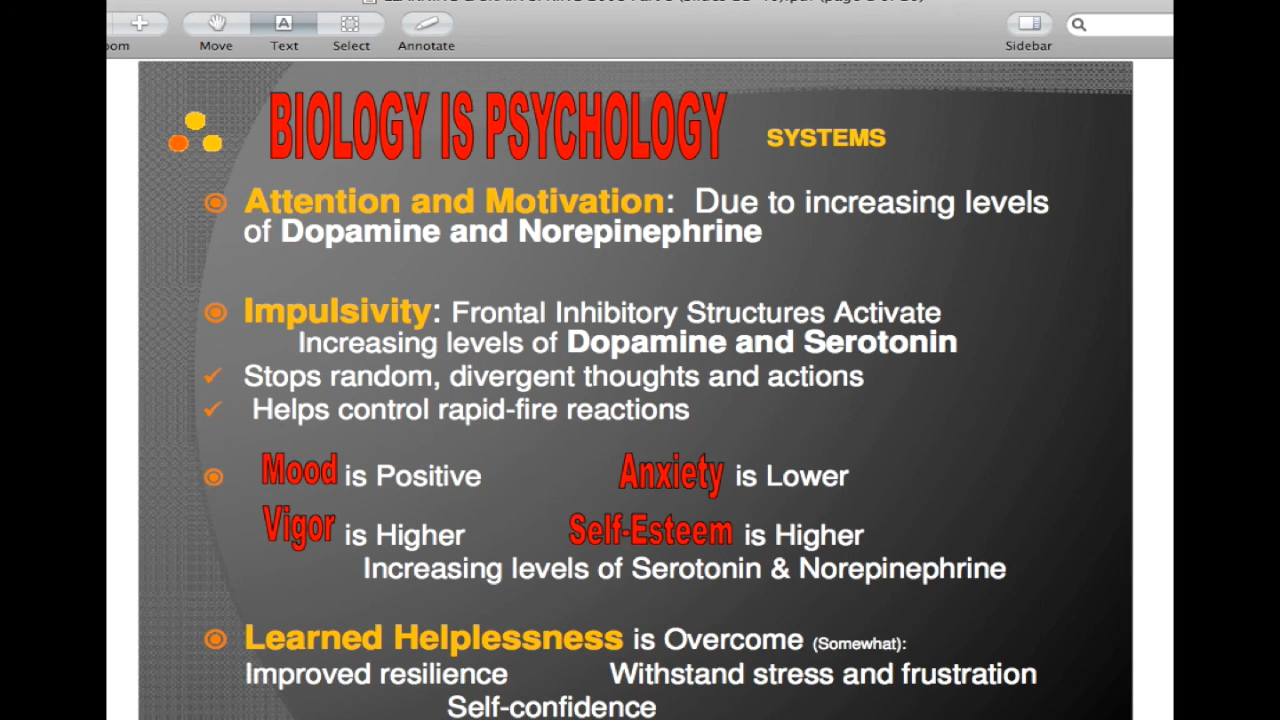 Move Text Select Annotate Sidebar
BIOLOGY IS PSYCHOLOGY SYSTEMS
Attention and Motivation: Due to increasing levels
of Dopamine and Norepinephrine
Impulsivity: Frontal Inhibitory Structures Activate
Increasing levels of Dopamine and Serotonin
Stops random, divergent thoughts and actions
Helps control rapid-fire reactions
Mood is Positive Anxiety is Lower
Vigor is Higher Self-Esteem is Higher
Increasing levels of Serotonin & Norepinephrine
Learned Helplessness is Overcome (Somewhat):
Improved resilience Withstand stress and frustration
Self-confidence